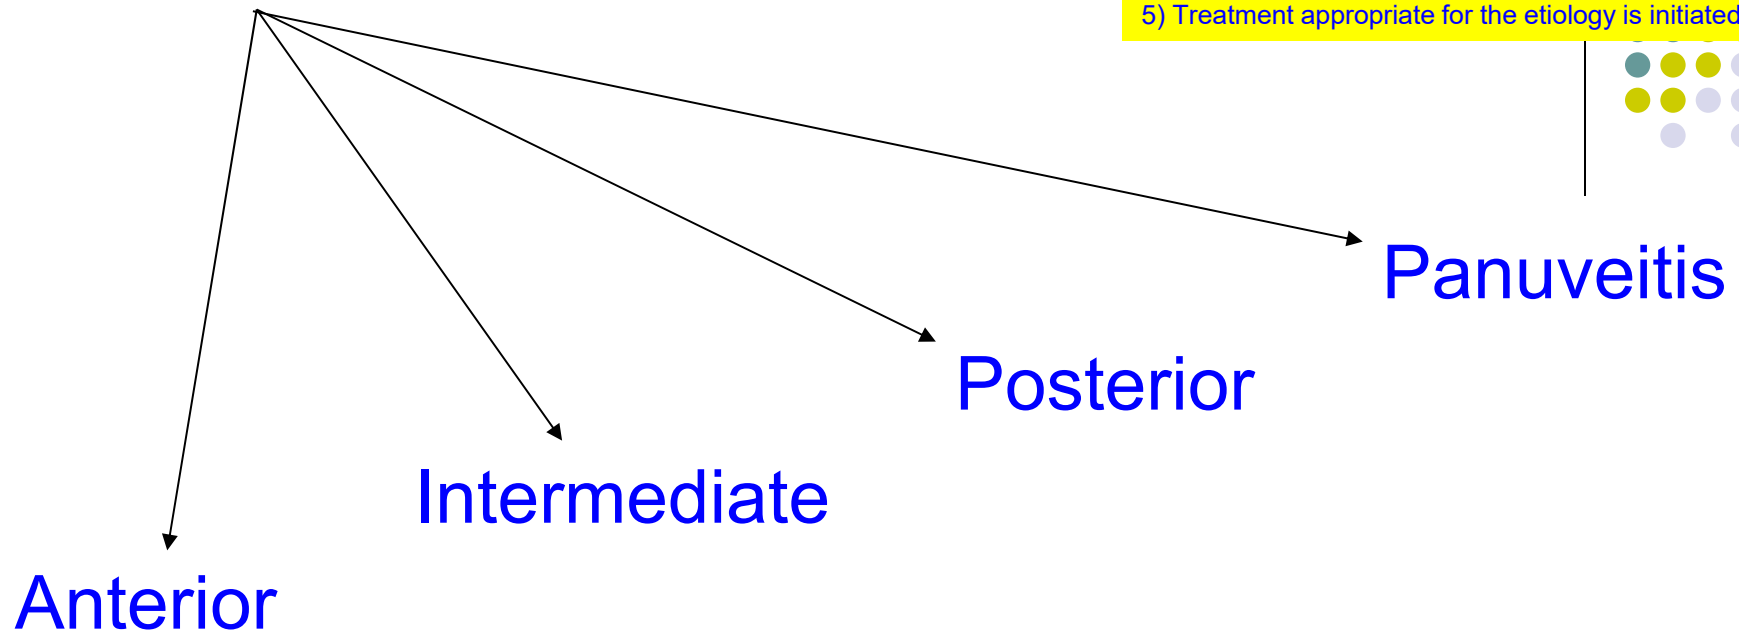 5) Treatment appropriate for the etiology is initiated
Panuveitis
Posterior
Intermediate
Anterior